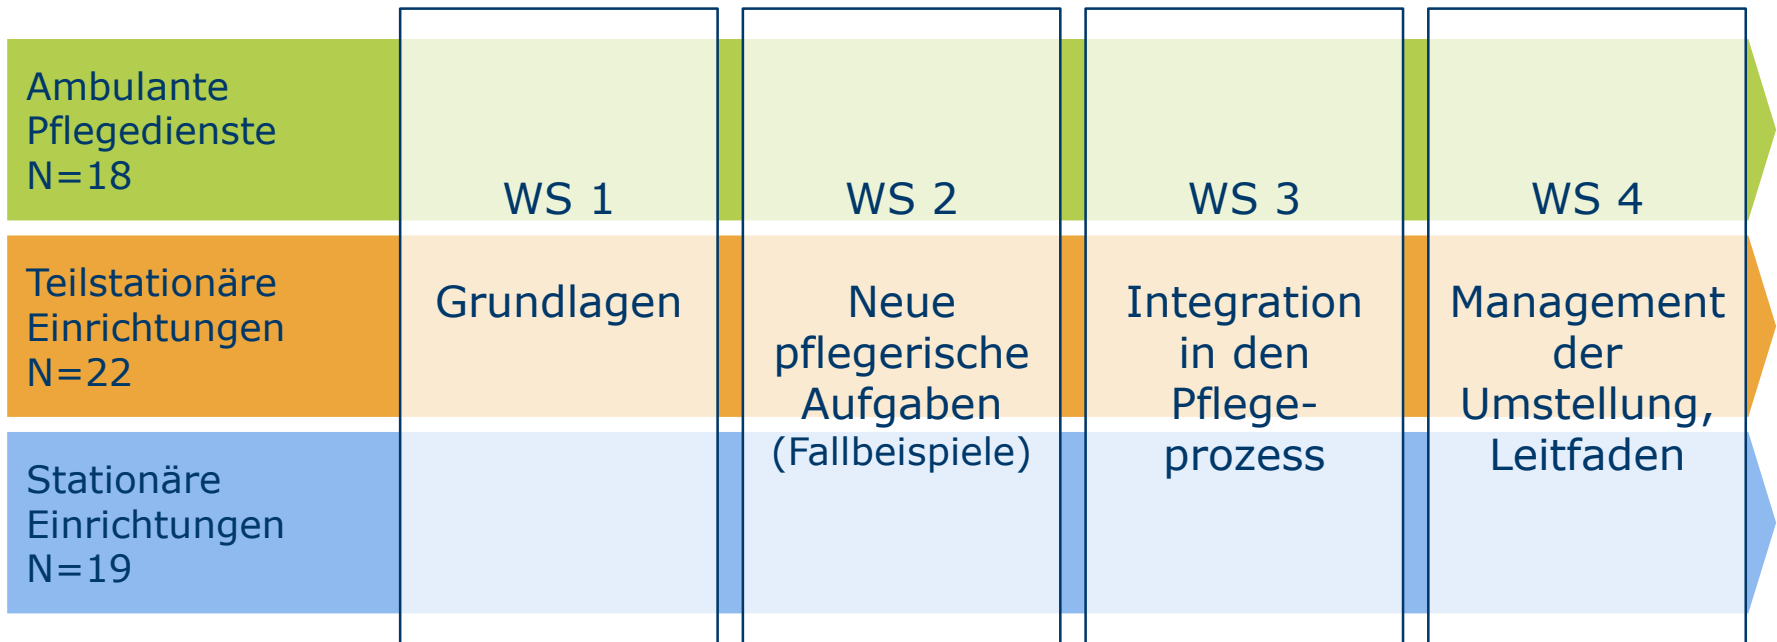 Ambulante
Pflegedienste
N=18
Teilstationäre
Einrichtungen
N=22
Stationäre
Einrichtungen
N=19
WS 1
Grundlagen
WS 2
Neue
pflegerische
Aufgaben
(Fallbeispiele)
WS 3
Integration
in den
Pflege-
prozess
WS 4
Management
der
Umstellung,
Leitfaden